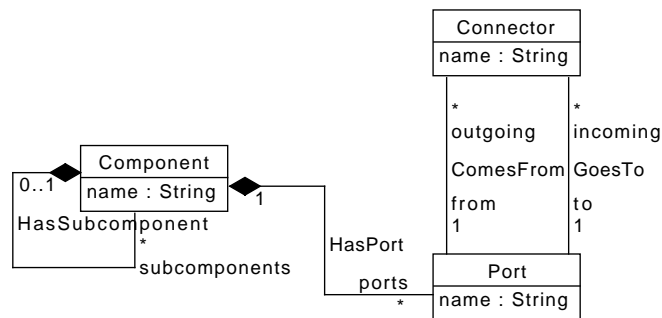 Connector
name : String
*
*
outgoing
incoming
ComesFrom
GoesTo
from
to
1
1
Component
name : String
0..1
1
HasSubcomponent
*
subcomponents
HasPort
ports
*
Port
name : String